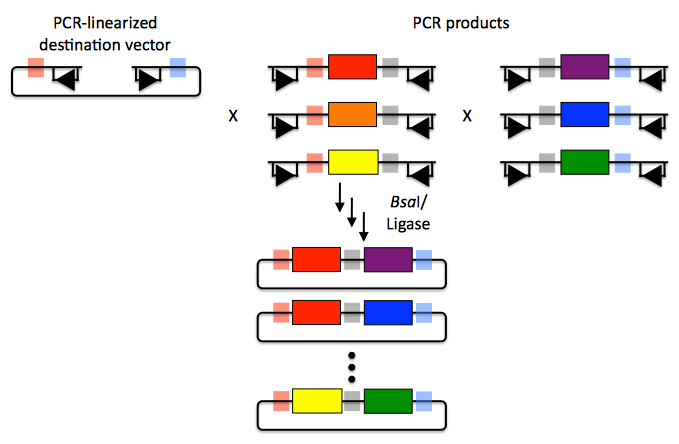 PCR-linearized
destination vector
PCR products
X
X
BsaI/
Ligase